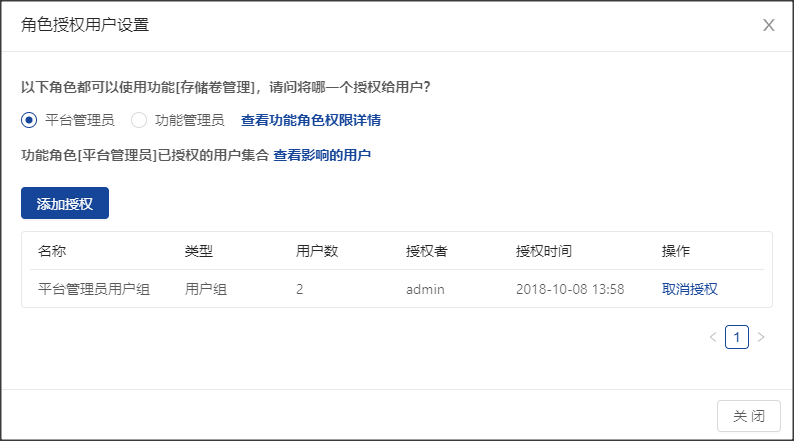 角色授权用户设置
以下角色都可以使用功能[存储卷管理]，请问将哪一个授权给用户？
平台管理员 功能管理员 查看功能角色权限详情
功能角色[平台管理员]已授权的用户集合 查看影响的用户
添加授权
名称 类型 用户数 授权者 授权时间 操作
平台管理员用户组 用户组 2 admin 2018-10-08 13:58 取消授权
< 1 >
关 闭